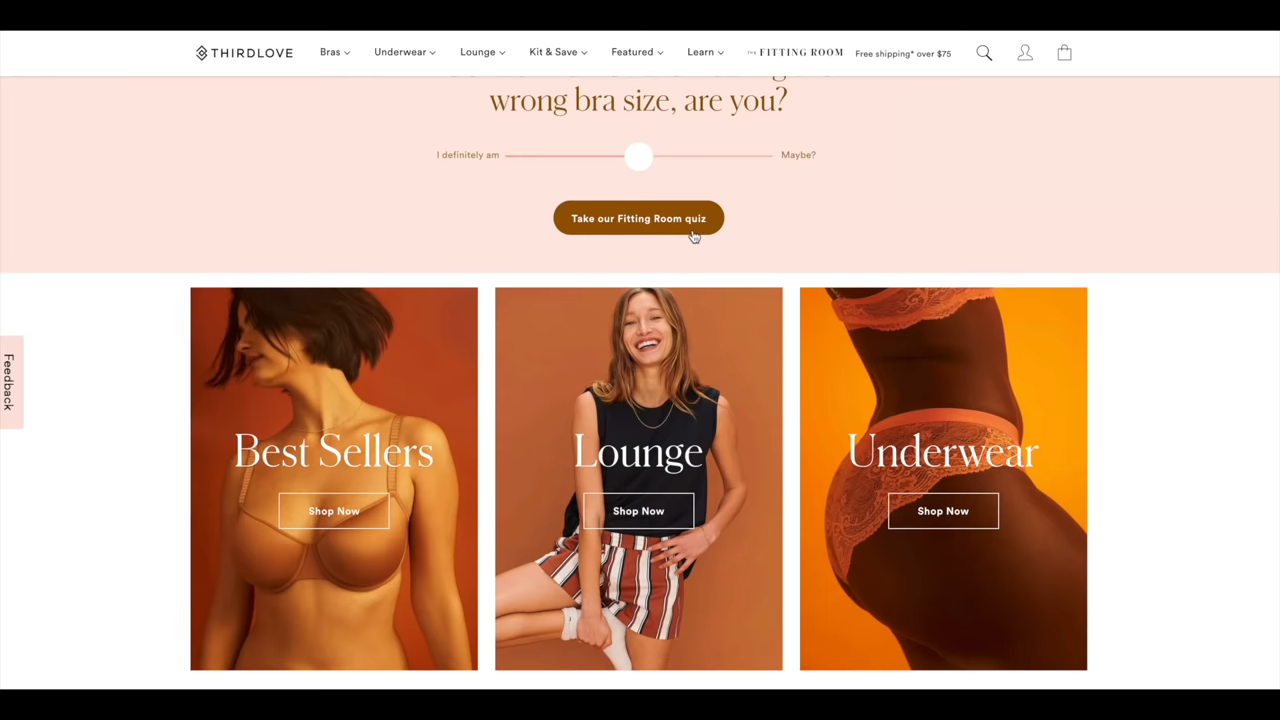 THIRDLOVE
Bras
Underwear
Lounge
Kit & Save
Featured
Learn
THE FITTING ROOM
Free shipping* over $75
wrong bra size, are you?
I definitely am
Maybe?
Take our Fitting Room quiz
Feedback
Best Sellers
Shop Now
Lounge
Shop Now
Underwear
Shop Now